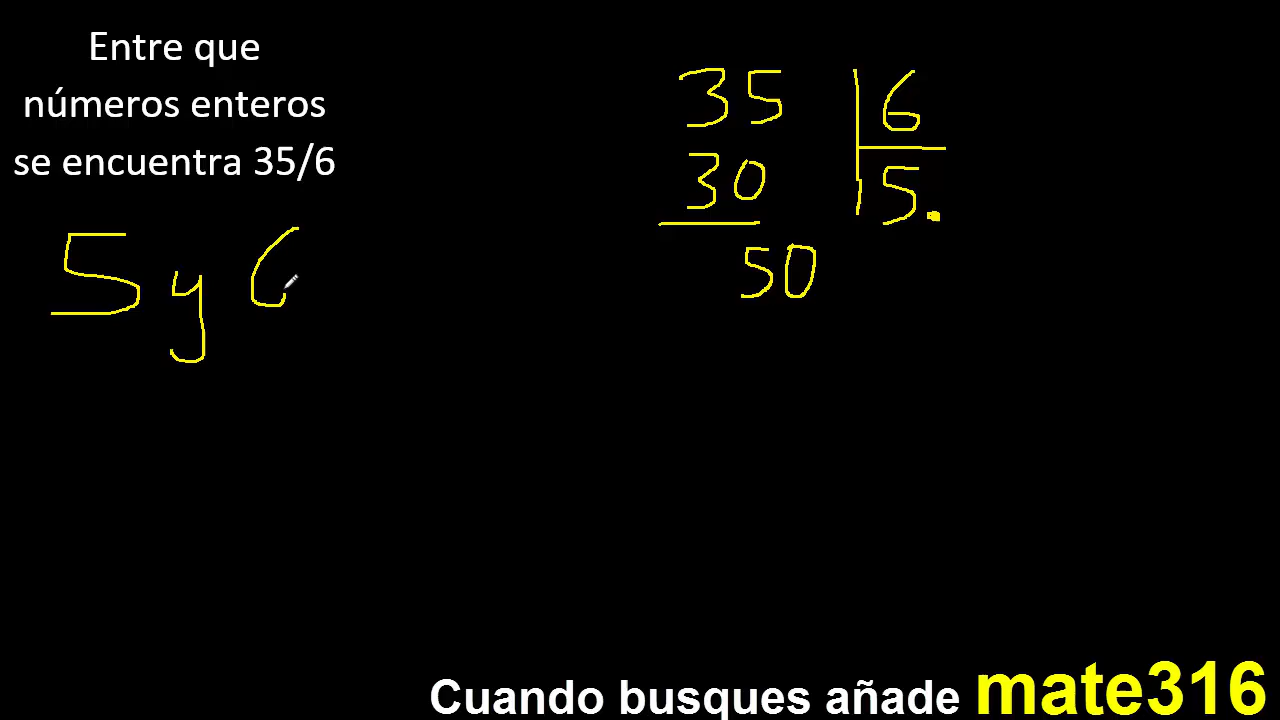 Entre que
números enteros
se encuentra 35/6
5 y 6
35 6
30 5.
50
Cuando busques añade mate316